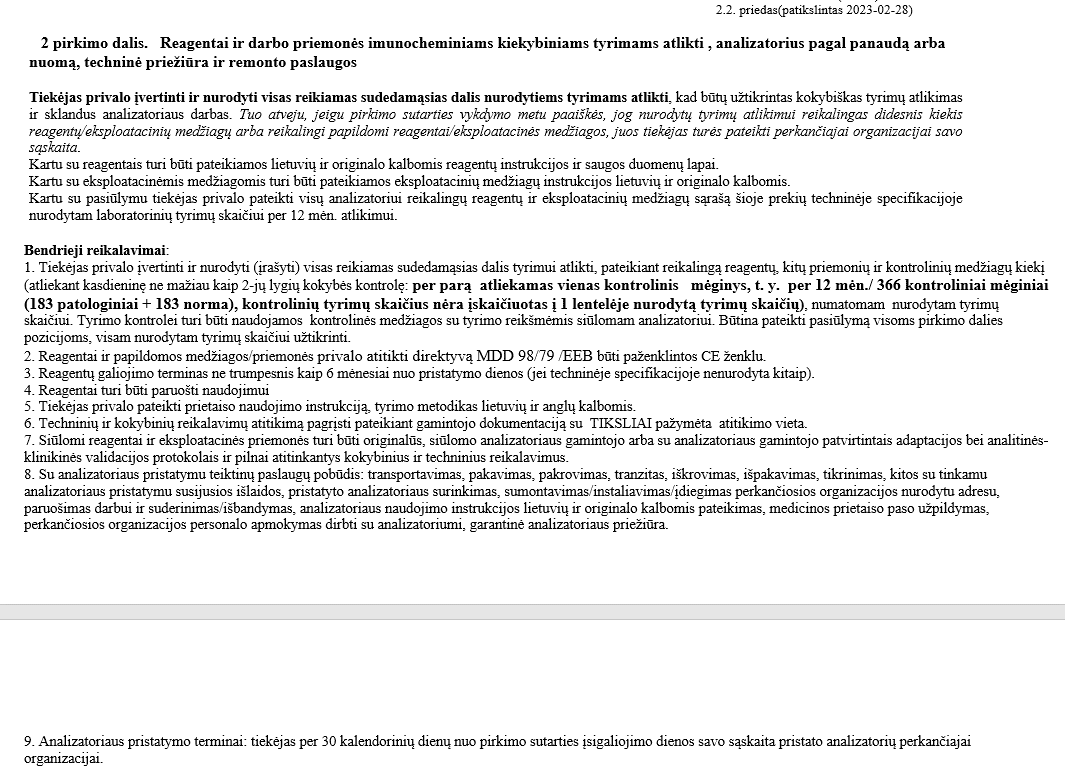 2.2. priedas(patikslintas 2023-02-28)
2 pirkimo dalis. Reagentai ir darbo priemonės imunocheminiams kiekybiniams tyrimams atlikti , analizatorius pagal panaudą arba
nuomą, techninė priežiūra ir remonto paslaugos
Tiekėjas privalo įvertinti ir nurodyti visas reikiamas sudedamąsias dalis nurodytiems tyrimams atlikti, kad būtų užtikrintas kokybiškas tyrimų atlikimas
ir sklandus analizatoriaus darbas. Tuo atveju, jeigu pirkimo sutarties vykdymo metu paaiškės, jog nurodytų tyrimų atlikimui reikalingas didesnis kiekis
reagentų/eksploatacinių medžiagų arba reikalingi papildomi reagentai/eksploatacinės medžiagos, juos tiekėjas turės pateikti perkančiajai organizacijai savo
sąskaita.
Kartu su reagentais turi būti pateikiamos lietuvių ir originalo kalbomis reagentų instrukcijos ir saugos duomenų lapai.
Kartu su eksploatacinėmis medžiagomis turi būti pateikiamos eksploatacinių medžiagų instrukcijos lietuvių ir originalo kalbomis.
Kartu su pasiūlymu tiekėjas privalo pateikti visų analizatoriui reikalingų reagentų ir eksploatacinių medžiagų sąrašą šioje prekių techninėje specifikacijoje
nurodytam laboratorinių tyrimų skaičiui per 12 mėn. atlikimui.
Bendrieji reikalavimai:
1. Tiekėjas privalo įvertinti ir nurodyti (įrašyti) visas reikiamas sudedamąsias dalis tyrimui atlikti, pateikiant reikalingą reagentų, kitų priemonių ir kontrolinių medžiagų kiekį
(atliekant kasdieninę ne mažiau kaip 2-jų lygių kokybės kontrolę: per parą atliekamas vienas kontrolinis mėginys, t. y. per 12 mėn./ 366 kontroliniai mėginiai
(183 patologiniai + 183 norma), kontrolinių tyrimų skaičius nėra įskaičiuotas į 1 lentelėje nurodytą tyrimų skaičių), numatomam nurodytam tyrimų
skaičiui. Tyrimo kontrolei turi būti naudojamos kontrolinės medžiagos su tyrimo reikšmėmis siūlomam analizatoriui. Būtina pateikti pasiūlymą visoms pirkimo dalies
pozicijoms, visam nurodytam tyrimų skaičiui užtikrinti.
2. Reagentai ir papildomos medžiagos/priemonės privalo atitikti direktyvą MDD 98/79 /EEB būti paženklintos CE ženklu.
3. Reagentų galiojimo terminas ne trumpesnis kaip 6 mėnesiai nuo pristatymo dienos (jei techninėje specifikacijoje nenurodyta kitaip).
4. Reagentai turi būti paruošti naudojimui
5. Tiekėjas privalo pateikti prietaiso naudojimo instrukciją, tyrimo metodikas lietuvių ir anglų kalbomis.
6. Techninių ir kokybinių reikalavimų atitikimą pagrįsti pateikiant gamintojo dokumentaciją su TIKSLIAI pažymėta atitikimo vieta.
7. Siūlomi reagentai ir eksploatacinės priemonės turi būti originalūs, siūlomo analizatoriaus gamintojo arba su analizatoriaus gamintojo patvirtintais adaptacijos bei analitinės-
klinikinės validacijos protokolais ir pilnai atitinkantys kokybinius ir techninius reikalavimus.
8. Su analizatoriaus pristatymu teiktinų paslaugų pobūdis: transportavimas, pakavimas, pakrovimas, tranzitas, iškrovimas, išpakavimas, tikrinimas, kitos su tinkamu
analizatoriaus pristatymu susijusios išlaidos, pristatyto analizatoriaus surinkimas, sumontavimas/instaliavimas/įdiegimas perkančiosios organizacijos nurodytu adresu,
paruošimas darbui ir suderinimas/išbandymas, analizatoriaus naudojimo instrukcijos lietuvių ir originalo kalbomis pateikimas, medicinos prietaiso paso užpildymas,
perkančiosios organizacijos personalo apmokymas dirbti su analizatoriumi, garantinė analizatoriaus priežiūra.
9. Analizatoriaus pristatymo terminai: tiekėjas per 30 kalendorinių dienų nuo pirkimo sutarties įsigaliojimo dienos savo sąskaita pristato analizatorių perkančiajai
organizacijai.